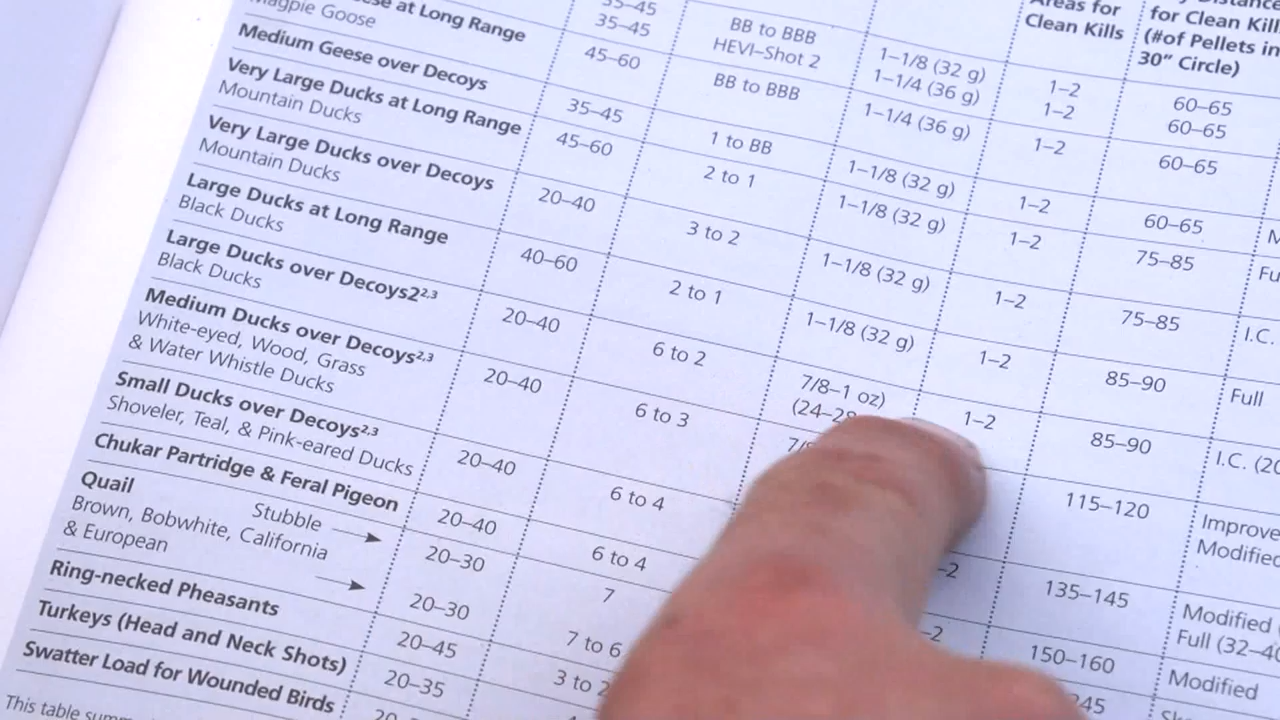 se at Long Range
Magpie Goose
Medium Geese over Decoys
Very Large Ducks at Long Range
Mountain Ducks
Very Large Ducks over Decoys
Mountain Ducks
Large Ducks at Long Range
Black Ducks
Large Ducks over Decoys2²,³
Black Ducks
Medium Ducks over Decoys²,³
White-eyed, Wood, Grass
& Water Whistle Ducks
Small Ducks over Decoys²,³
Shoveler, Teal, & Pink-eared Ducks
Chukar Partridge & Feral Pigeon
Quail
Stubble
Brown, Bobwhite, California
& European
Ring-necked Pheasants
Turkeys (Head and Neck Shots)
Swatter Load for Wounded Birds
This table
35–45
35–45
45–60
35–45
45–60
20–40
40–60
20–40
20–40
20–40
20–40
20–30
20–30
20–45
20–35
20
BB to BBB
HEVI–Shot 2
BB to BBB
1 to BB
2 to 1
3 to 2
2 to 1
6 to 2
6 to 3
6 to 4
6 to 4
7
7 to 6
3 to 2
1–1/8 (32 g)
1–1/4 (36 g)
1–1/4 (36 g)
1–1/8 (32 g)
1–1/8 (32 g)
1–1/8 (32 g)
1–1/8 (32 g)
7/8–1 oz)
(24–28
7/8
Areas for
Clean Kills
1–2
1–2
1–2
1–2
1–2
1–2
1–2
1–2
–2
–2
Distance
for Clean Kill
(#of Pellets in
30" Circle)
60–65
60–65
60–65
60–65
75–85
75–85
85–90
85–90
115–120
135–145
150–160
245
M
Fu
I.C.
Full
I.C. (20
Improve
Modified
Modified (
Full (32–40
Modified